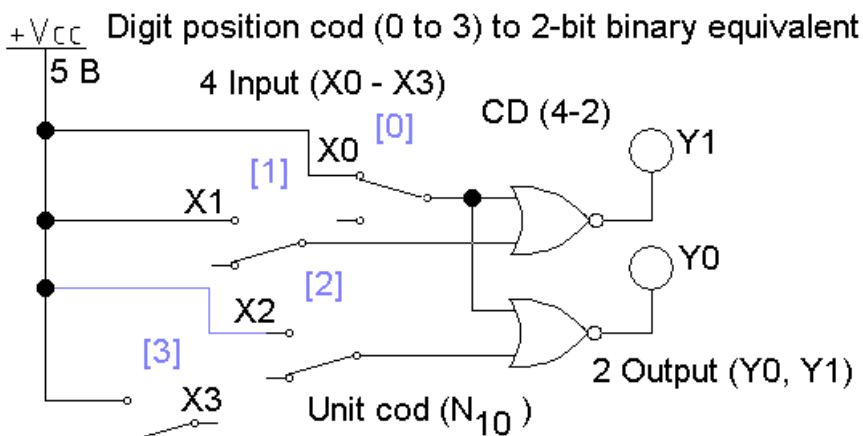 Digit position cod (0 to 3) to 2-bit binary equivalent
+Vcc
5 B
4 Input (X0 - X3)
CD (4-2)
[0]
X0
Y1
[1]
X1
Y0
[2]
X2
[3]
2 Output (Y0, Y1)
X3
Unit cod (N10)